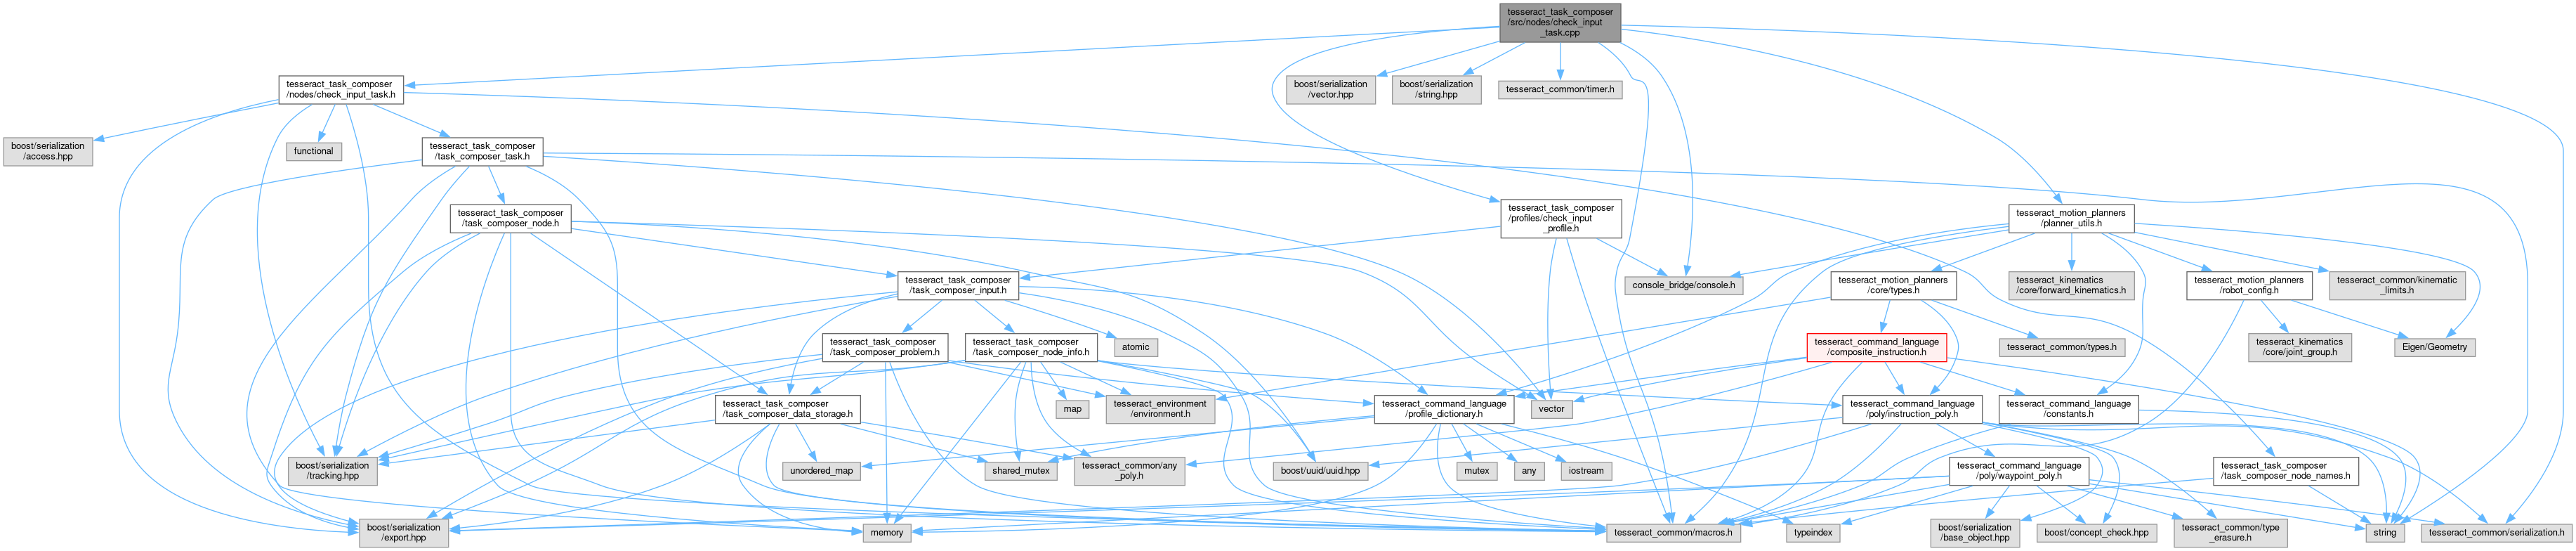 tesseract_task_composer
/src/nodes/check_input
_task.cpp
tesseract_task_composer
/nodes/check_input_task.h
boost/serialization
/vector.hpp
boost/serialization
/string.hpp
tesseract_common/timer.h
boost/serialization
/access.hpp
functional
tesseract_task_composer
/task_composer_task.h
tesseract_task_composer
/task_composer_node.h
tesseract_task_composer
/profiles/check_input
_profile.h
tesseract_motion_planners
/planner_utils.h
tesseract_task_composer
/task_composer_input.h
console_bridge/console.h
tesseract_motion_planners
/core/types.h
tesseract_kinematics
/core/forward_kinematics.h
tesseract_motion_planners
/robot_config.h
tesseract_common/kinematic
_limits.h
tesseract_task_composer
/task_composer_problem.h
tesseract_task_composer
/task_composer_node_info.h
atomic
tesseract_command_language
/composite_instruction.h
tesseract_common/types.h
tesseract_kinematics
/core/joint_group.h
Eigen/Geometry
tesseract_task_composer
/task_composer_data_storage.h
map
tesseract_environment
/environment.h
tesseract_command_language
/profile_dictionary.h
vector
tesseract_command_language
/poly/instruction_poly.h
tesseract_command_language
/constants.h
boost/serialization
/tracking.hpp
unordered_map
shared_mutex
tesseract_common/any
_poly.h
boost/uuid/uuid.hpp
mutex
any
iostream
tesseract_command_language
/poly/waypoint_poly.h
tesseract_task_composer
/task_composer_node_names.h
boost/serialization
/export.hpp
memory
tesseract_common/macros.h
typeindex
boost/serialization
/base_object.hpp
boost/concept_check.hpp
tesseract_common/type
_erasure.h
string
tesseract_common/serialization.h